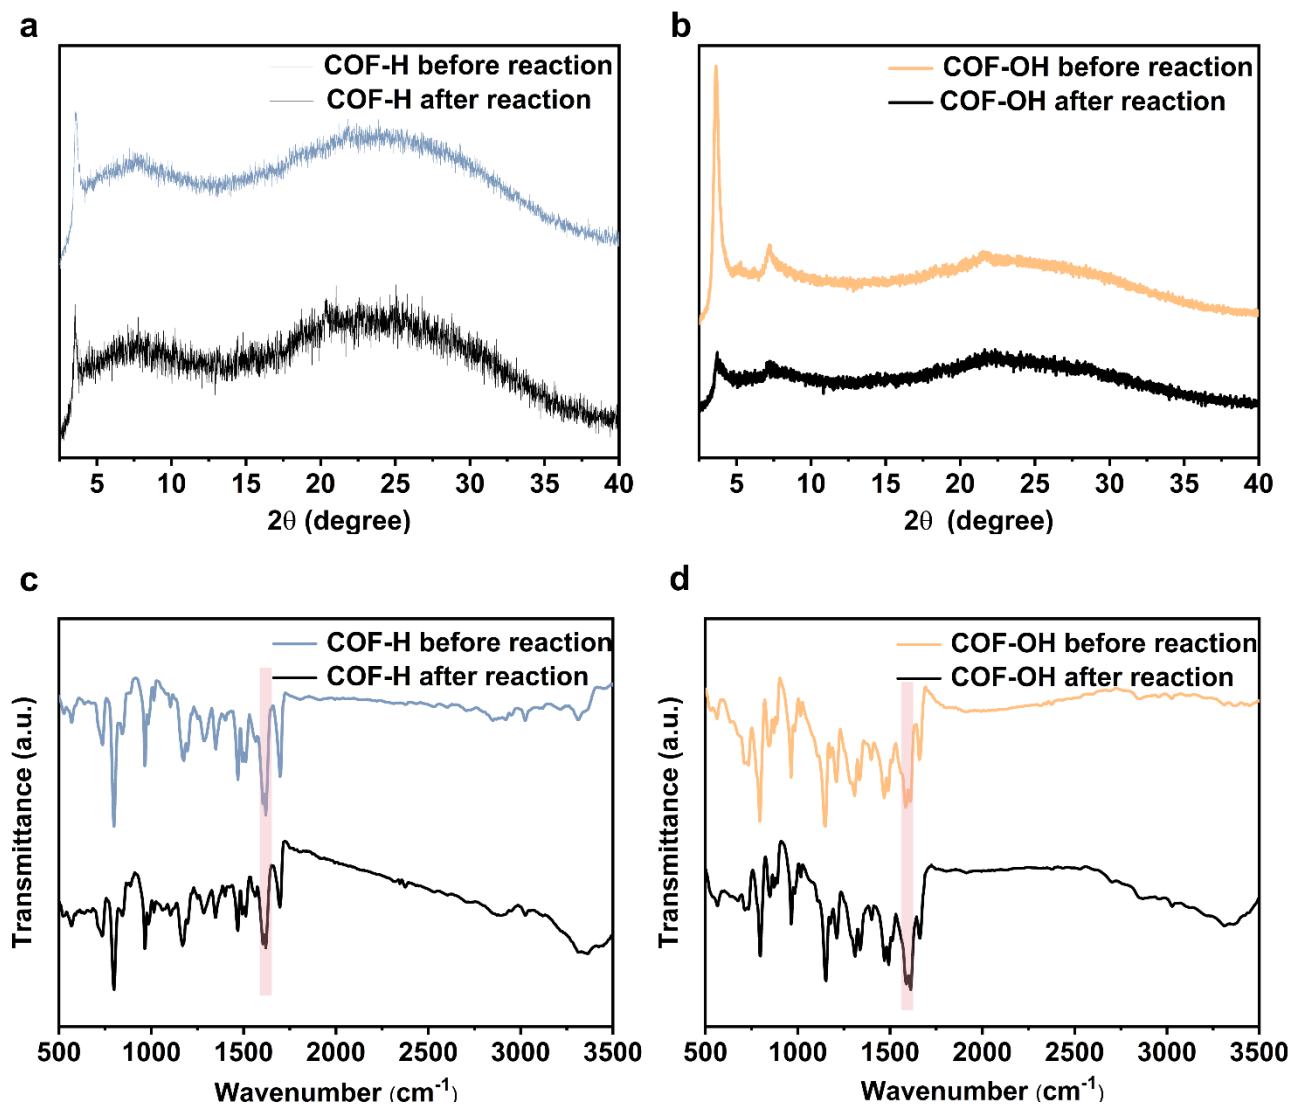 a
COF-H before reaction
COF-H after reaction
5 10 15 20 25 30 35 40
2θ (degree)
b
COF-OH before reaction
COF-OH after reaction
5 10 15 20 25 30 35 40
2θ (degree)
c
COF-H before reaction
COF-H after reaction
Transmittance (a.u.)
500 1000 1500 2000 2500 3000 3500
Wavenumber (cm⁻¹)
d
COF-OH before reaction
COF-OH after reaction
Transmittance (a.u.)
500 1000 1500 2000 2500 3000 3500
Wavenumber (cm⁻¹)